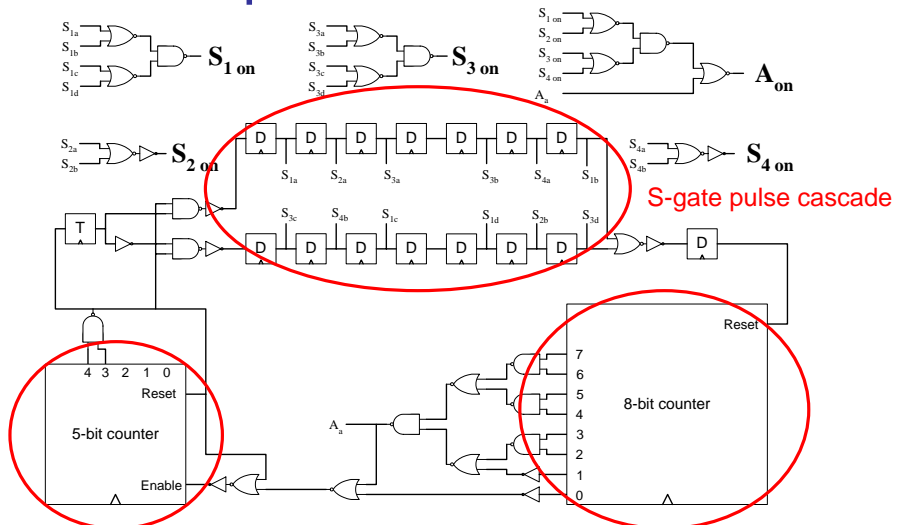 S1a
S1b
S1c
S1d
S1 on
S3a
S3b
S3c
S3d
S3 on
S1 on
S2 on
S3 on
S4 on
Aa
Aon
S2a
S2b
S2 on
D D D D D D D
S1a S2a S3a S3b S4a S1b
S4a
S4b
S4 on
S-gate pulse cascade
T
S3c S4b S1c S1d S2b S3d
D D D D D D D
D
4 3 2 1 0
Reset
5-bit counter
Enable
Aa
Reset
7
6
5
4
3
2
1
0
8-bit counter